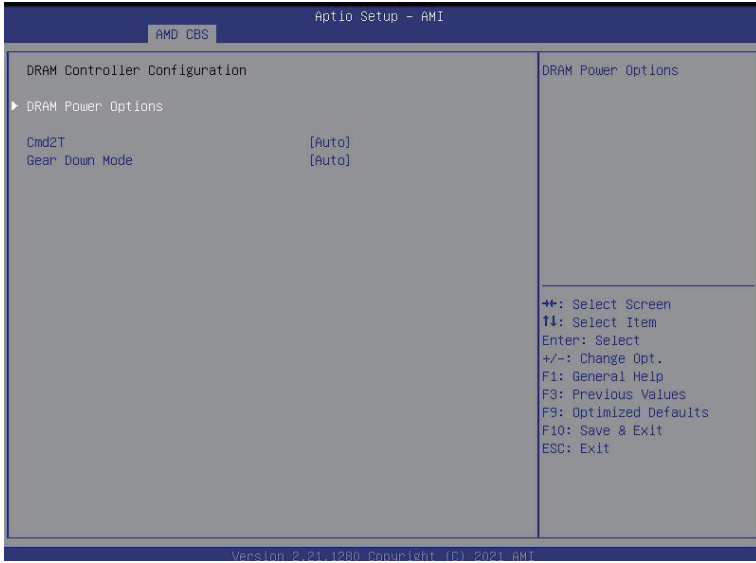 Aptio Setup – AMI
AMD CBS
DRAM Controller Configuration
DRAM Power Options
Cmd2T [Auto]
Gear Down Mode [Auto]
DRAM Power Options
→←: Select Screen
↑↓: Select Item
Enter: Select
+/-: Change Opt.
F1: General Help
F3: Previous Values
F9: Optimized Defaults
F10: Save & Exit
ESC: Exit
Version 2.21.1280 Copyright (C) 2021 AMI